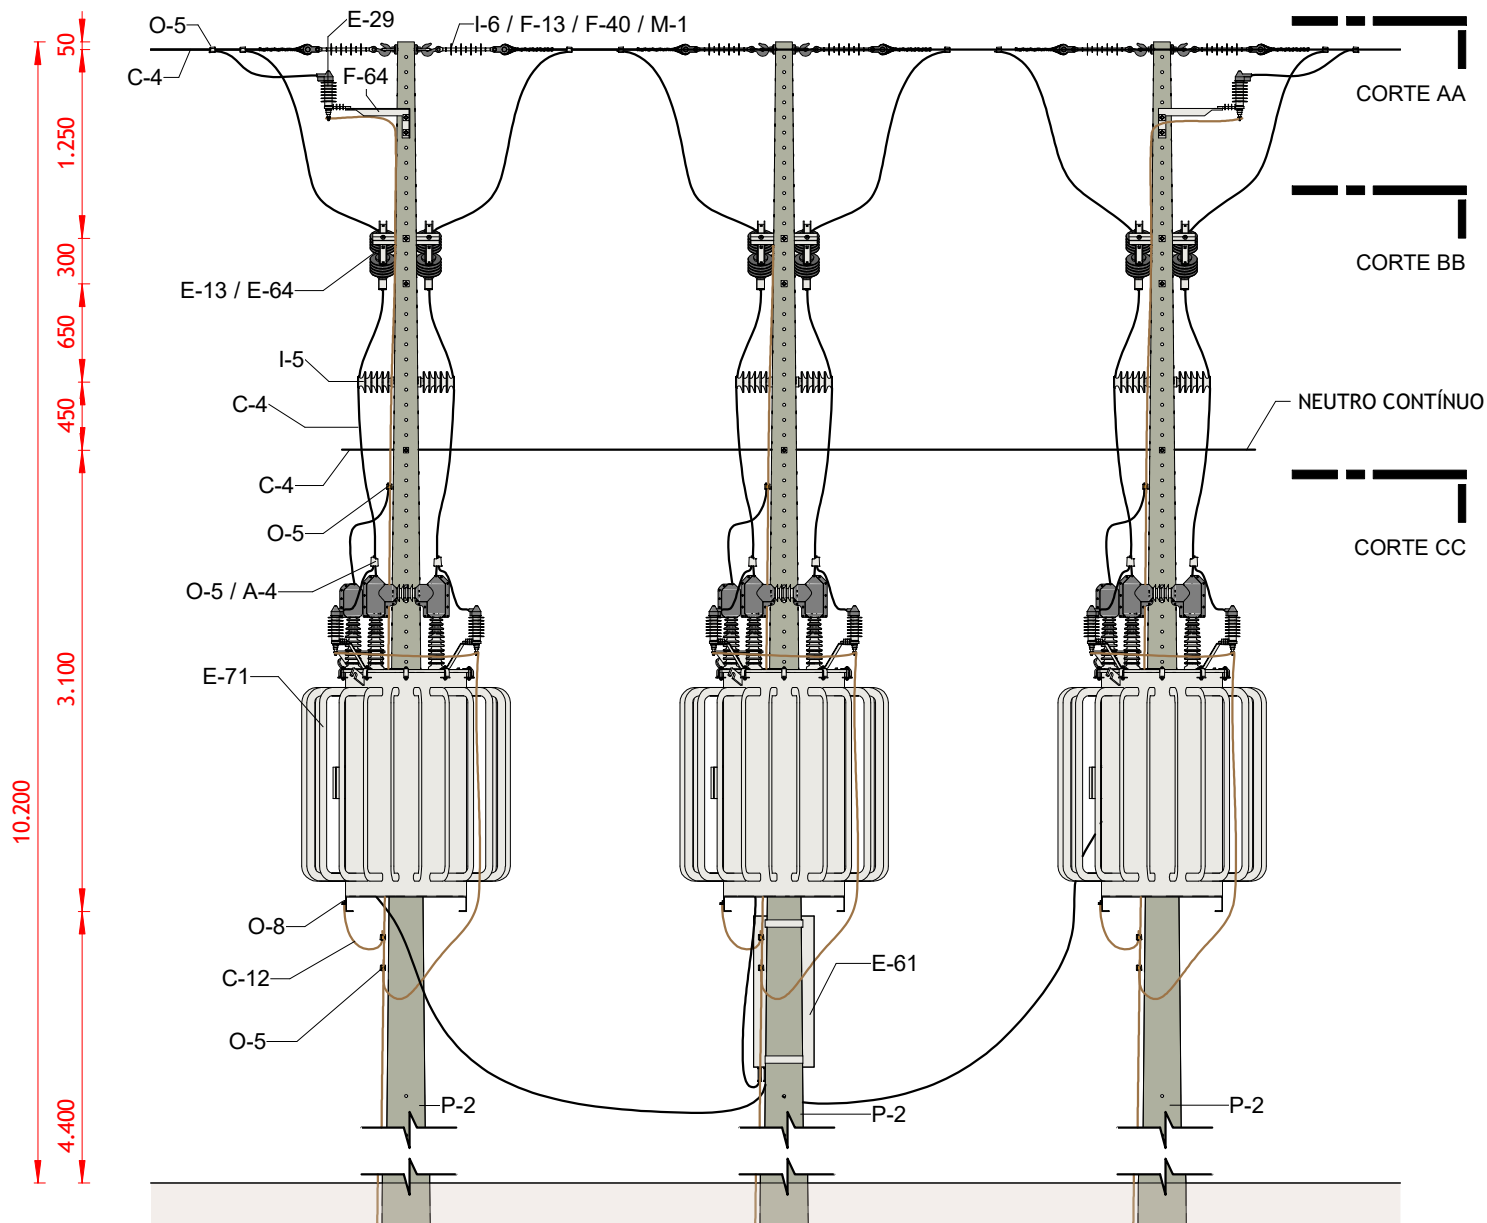 O-5
E-29
I-6 / F-13 / F-40 / M-1
C-4
F-64
CORTE AA
50
1.250
300
650
450
3.100
4.400
10.200
CORTE BB
E-13 / E-64
I-5
C-4
NEUTRO CONTÍNUO
C-4
O-5
CORTE CC
O-5 / A-4
E-71
O-8
C-12
E-61
O-5
P-2
P-2
P-2